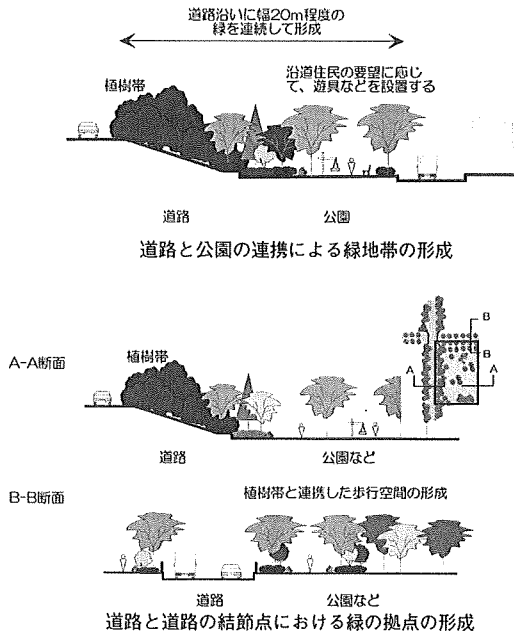 道路沿いに幅20m程度の
緑を連続して形成
沿道住民の要望に応じ
て、遊具などを設置する
植樹帯
道路
公園
道路と公園の連携による緑地帯の形成
B
B
A
A
A-A断面
植樹帯
道路
公園など
B-B断面
植樹帯と連携した歩行空間の形成
道路
公園など
道路と道路の結節点における緑の拠点の形成